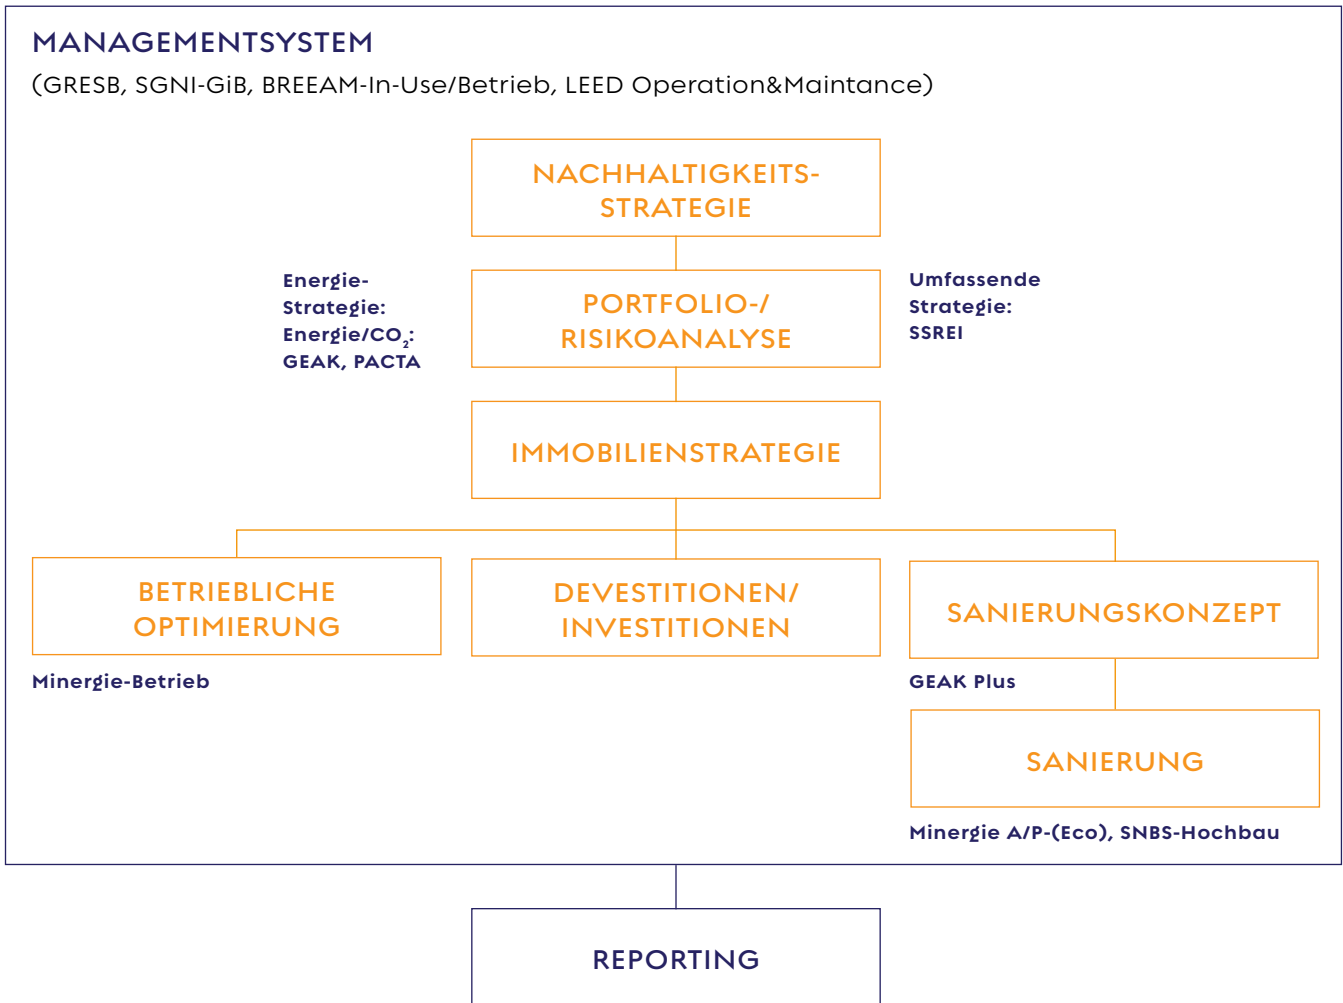 MANAGEMENTSYSTEM
(GRESB, SGNI-GiB, BREEAM-In-Use/Betrieb, LEED Operation&Maintance)
NACHHALTIGKEITS-
STRATEGIE
Energie-
Strategie:
Energie/CO₂:
GEAK, PACTA
PORTFOLIO-/
RISIKOANALYSE
Umfassende
Strategie:
SSREI
IMMOBILIENSTRATEGIE
BETRIEBLICHE
OPTIMIERUNG
Minergie-Betrieb
DEVESTITIONEN/
INVESTITIONEN
SANIERUNGSKONZEPT
GEAK Plus
SANIERUNG
Minergie A/P-(Eco), SNBS-Hochbau
REPORTING